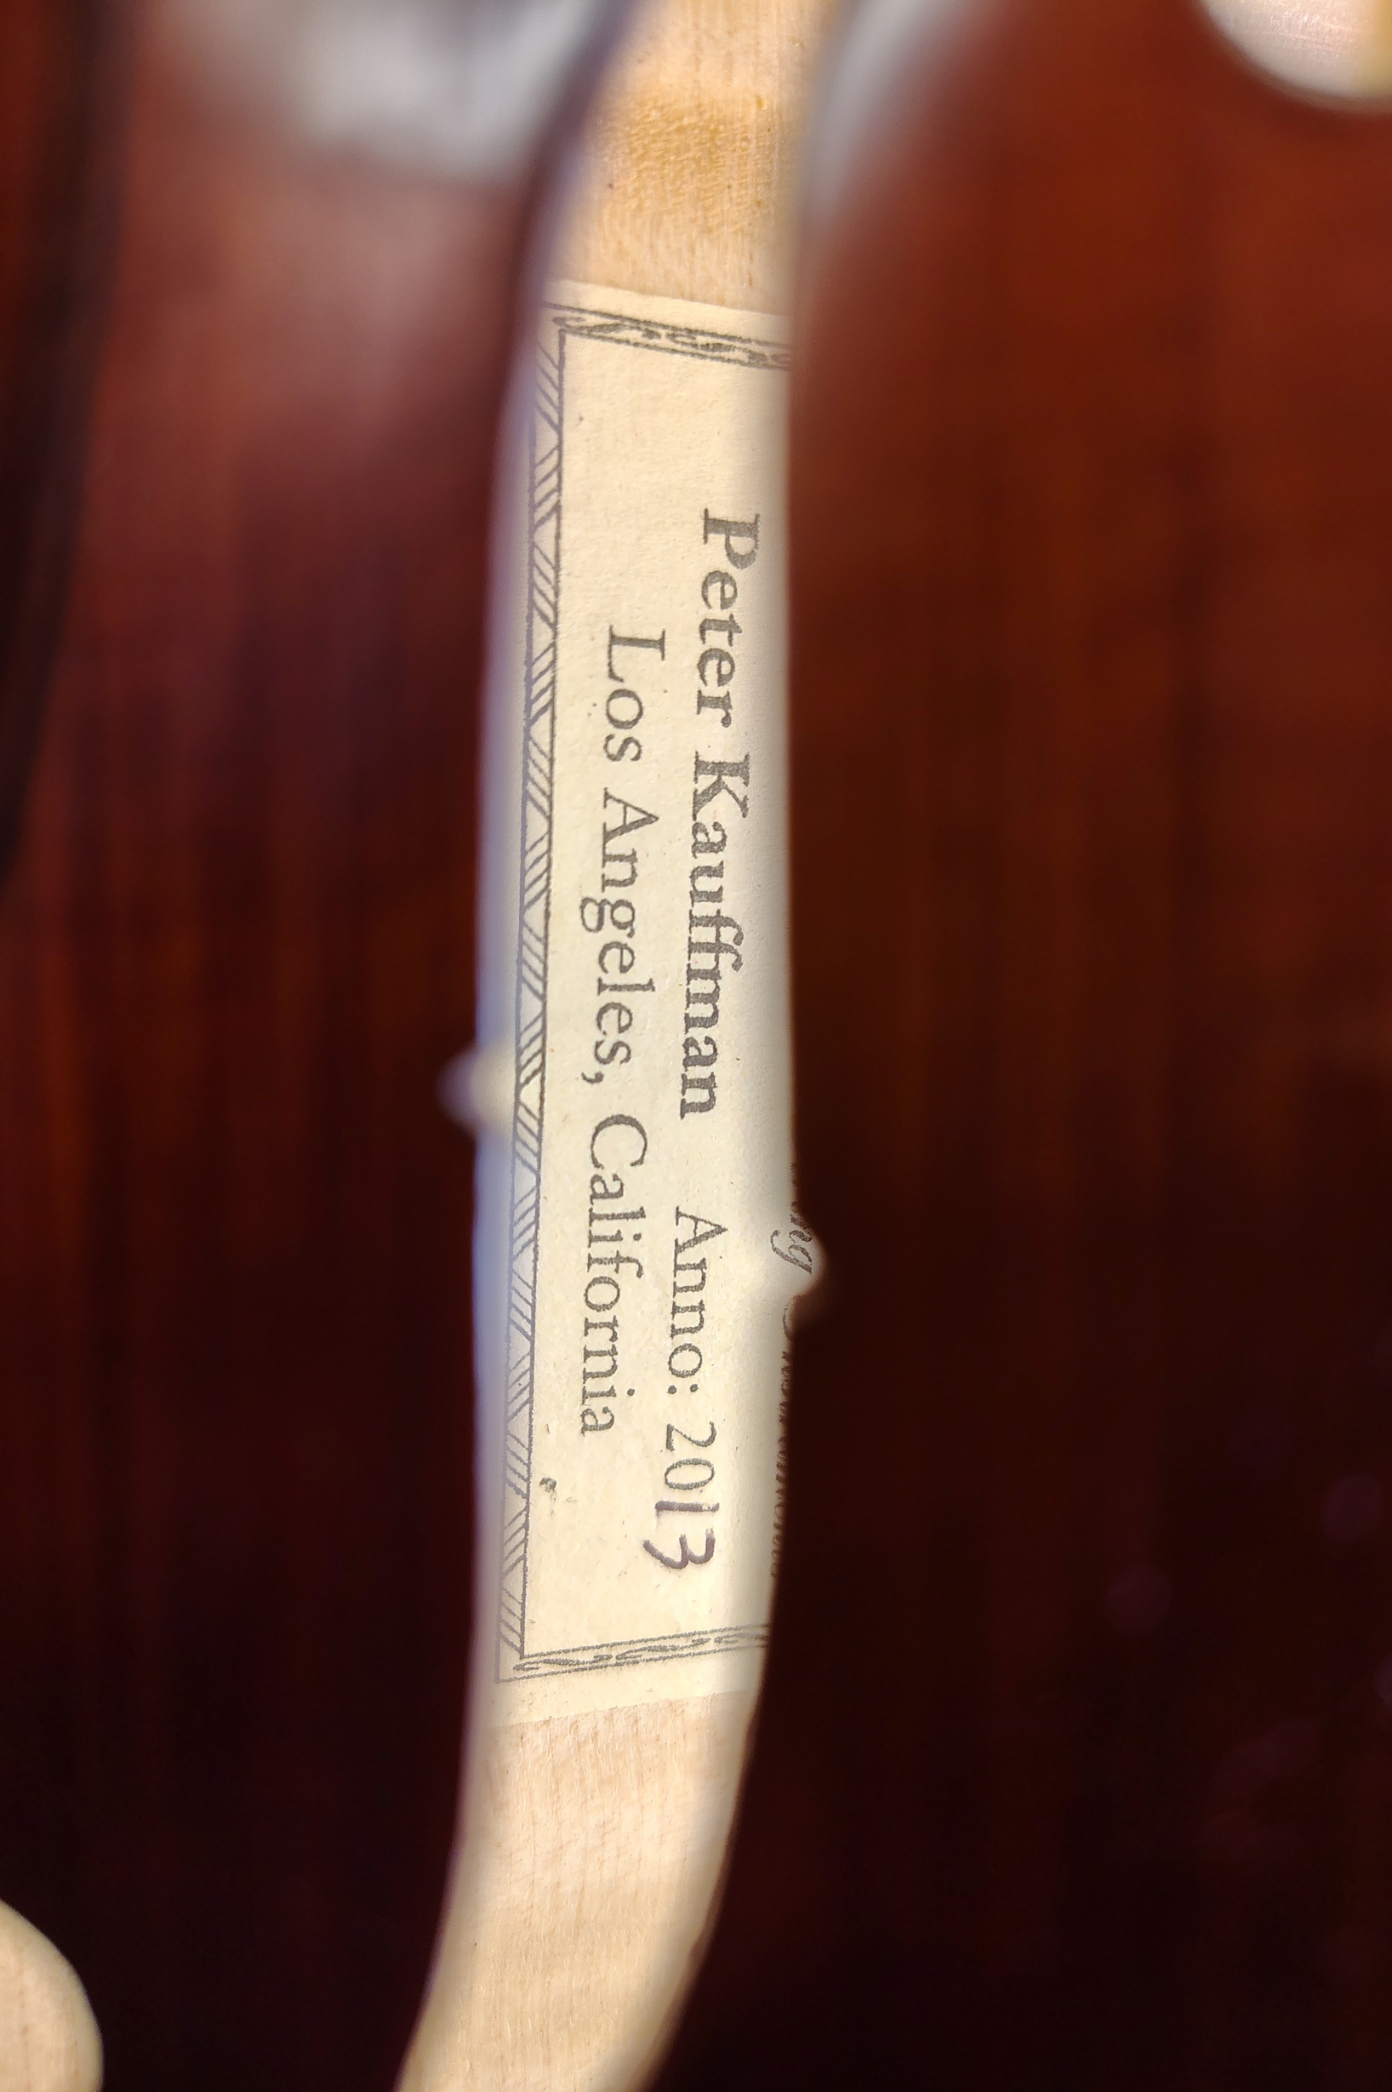 Peter Kauffman Anno: 2013
Los Angeles, California